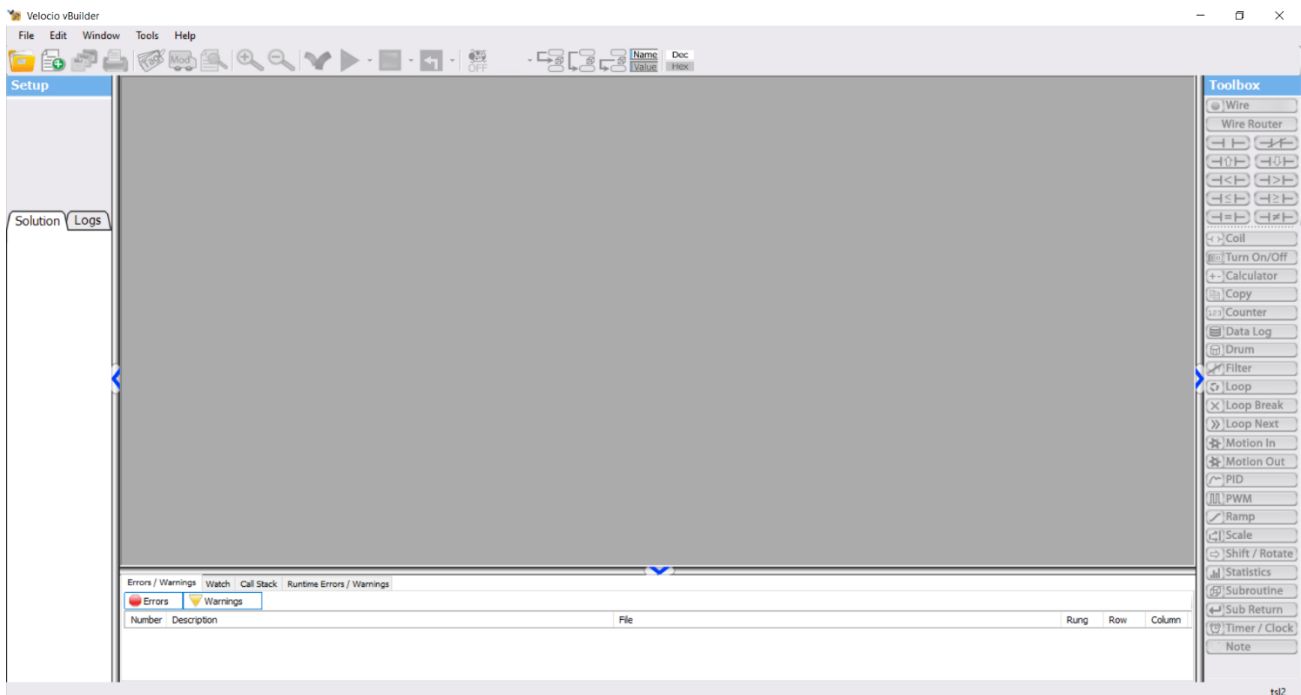 Velocio vBuilder
File Edit Window Tools Help
Mod
OFF
Name
Value
Dec
Hex
Setup
Solution Logs
Toolbox
Wire
Wire Router
Coil
Turn On/Off
Calculator
Copy
Counter
Data Log
Drum
Filter
Loop
Loop Break
Loop Next
Motion In
Motion Out
PID
PWM
Ramp
Scale
Shift / Rotate
Statistics
Subroutine
Sub Return
Timer / Clock
Note
Errors / Warnings Watch Call Stack Runtime Errors / Warnings
Errors Warnings
Number Description File Rung Row Column